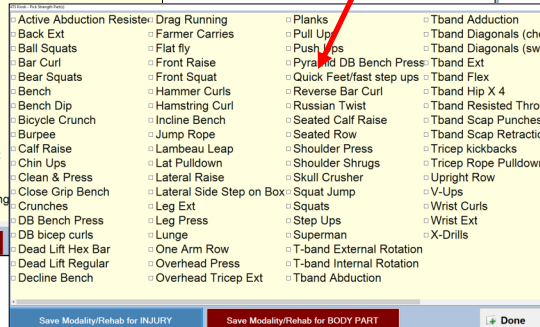 ATS Kiosk - Pick Strength Part(s)
Active Abduction Resiste
Back Ext
Ball Squats
Bar Curl
Bear Squats
Bench
Bench Dip
Bicycle Crunch
Burpee
Calf Raise
Chin Ups
Clean & Press
Close Grip Bench
Crunches
DB Bench Press
DB bicep curls
Dead Lift Hex Bar
Dead Lift Regular
Decline Bench
Drag Running
Farmer Carries
Flat fly
Front Raise
Front Squat
Hammer Curls
Hamstring Curl
Incline Bench
Jump Rope
Lambeau Leap
Lat Pulldown
Lateral Raise
Lateral Side Step on Box
Leg Ext
Leg Press
Lunge
One Arm Row
Overhead Press
Overhead Tricep Ext
Planks
Pull Ups
Push Ups
Pyramid DB Bench Press
Quick Feet/fast step ups
Reverse Bar Curl
Russian Twist
Seated Calf Raise
Seated Row
Shoulder Press
Shoulder Shrugs
Skull Crusher
Squat Jump
Squats
Step Ups
Superman
T-band External Rotation
T-band Internal Rotation
Tband Abduction
Tband Adduction
Tband Diagonals (che
Tband Diagonals (sw
Tband Ext
Tband Flex
Tband Hip X 4
Tband Resisted Thro
Tband Scap Punches
Tband Scap Retractic
Tricep kickbacks
Tricep Rope Pulldown
Upright Row
V-Ups
Wrist Curls
Wrist Ext
X-Drills
ng
Save Modality/Rehab for INJURY
Save Modality/Rehab for BODY PART
Done